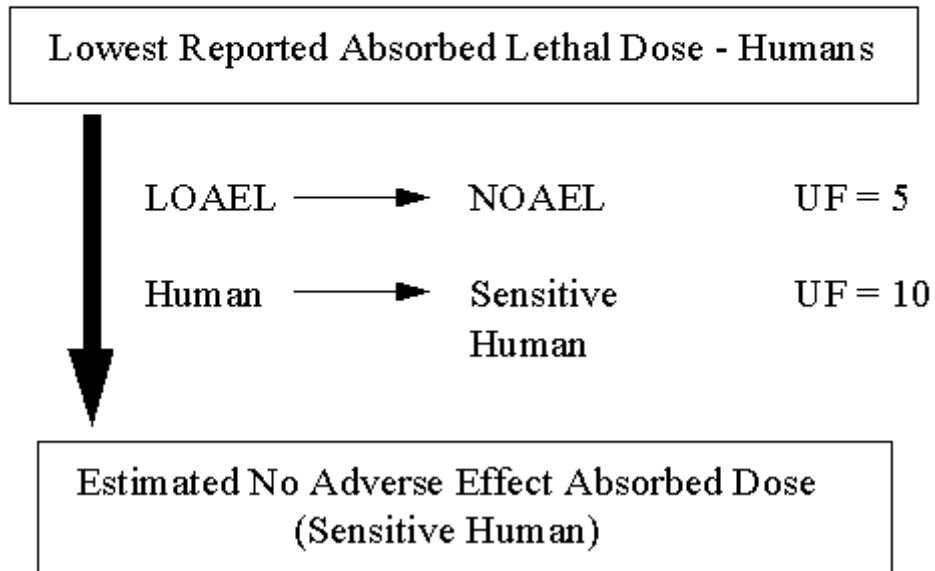 Lowest Reported Absorbed Lethal Dose - Humans
LOAEL NOAEL UF = 5
Human Sensitive Human UF = 10
Estimated No Adverse Effect Absorbed Dose
(Sensitive Human)